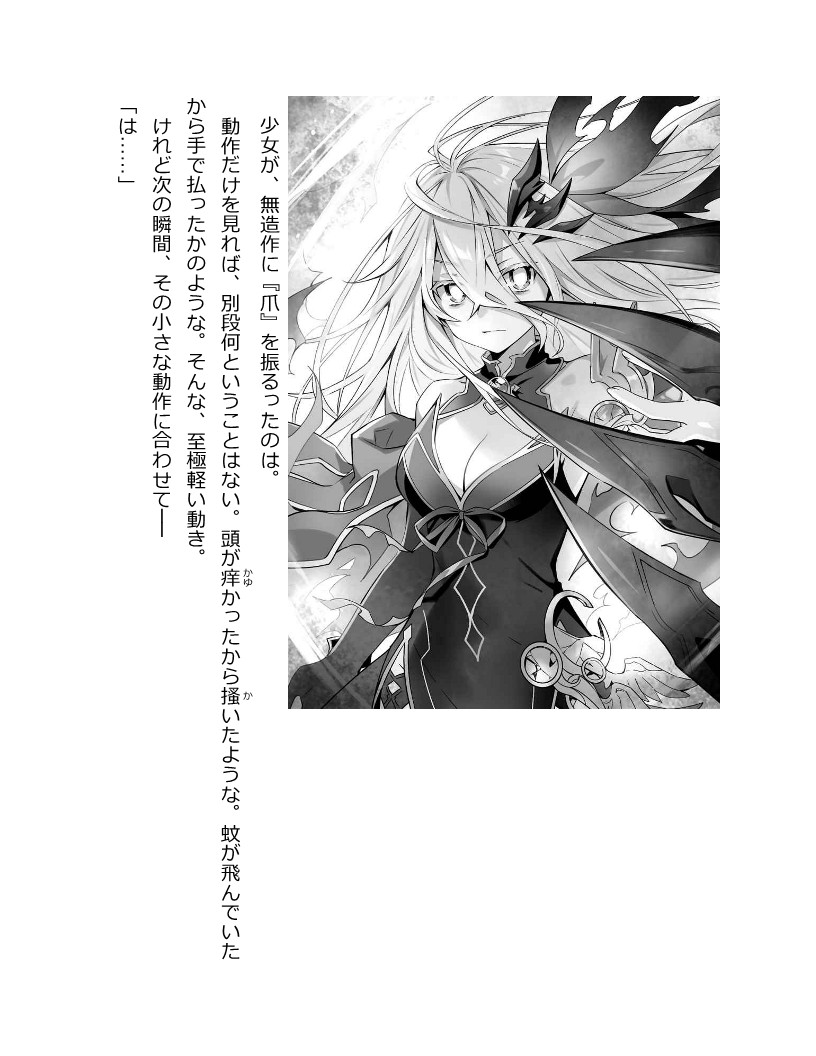 少女が、無造作に『爪』を振るったのは。
動作だけを見れば、別段何ということはない。頭が痒かったから掻いたような。蚊が飛んでいた
から手で払ったかのような。そんな、至極軽い動き。
けれど次の瞬間、その小さな動作に合わせて――
「は……」